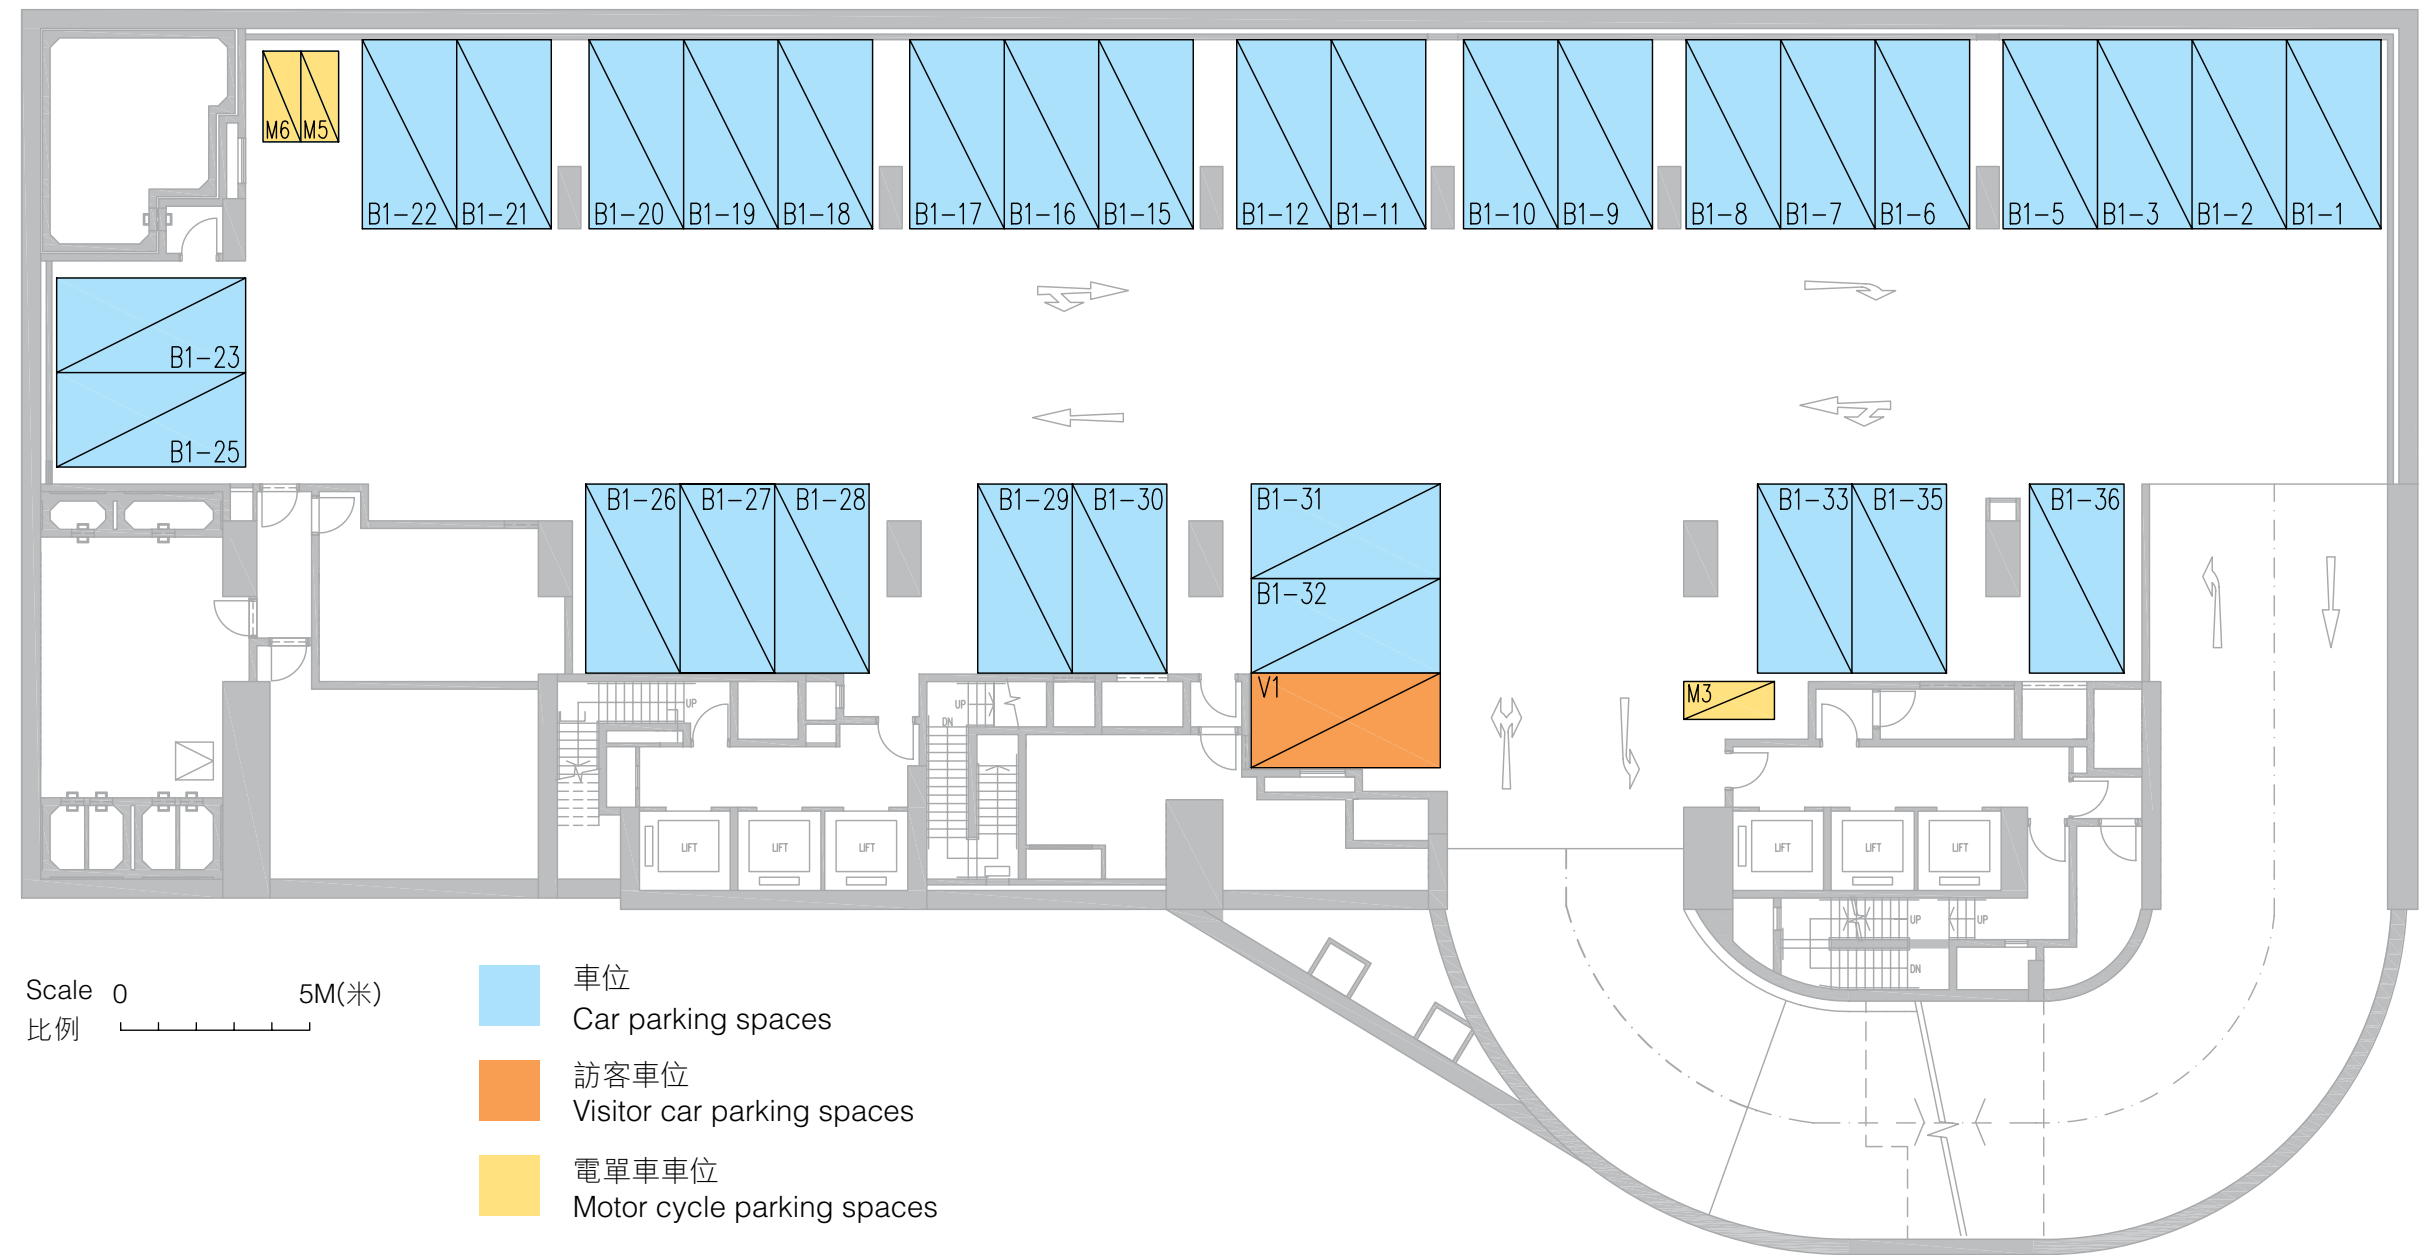 M6 M5
B1-22 B1-21 B1-20 B1-19 B1-18 B1-17 B1-16 B1-15 B1-12 B1-11 B1-10 B1-9 B1-8 B1-7 B1-6 B1-5 B1-3 B1-2 B1-1
B1-23
B1-25
B1-26 B1-27 B1-28 B1-29 B1-30 B1-31 B1-33 B1-35 B1-36
B1-32
V1 M3
UP UP
DN
LIFT LIFT LIFT LIFT LIFT LIFT
UP UP
DN
Scale 0 5M(米)
比例
車位
Car parking spaces
訪客車位
Visitor car parking spaces
電單車車位
Motor cycle parking spaces